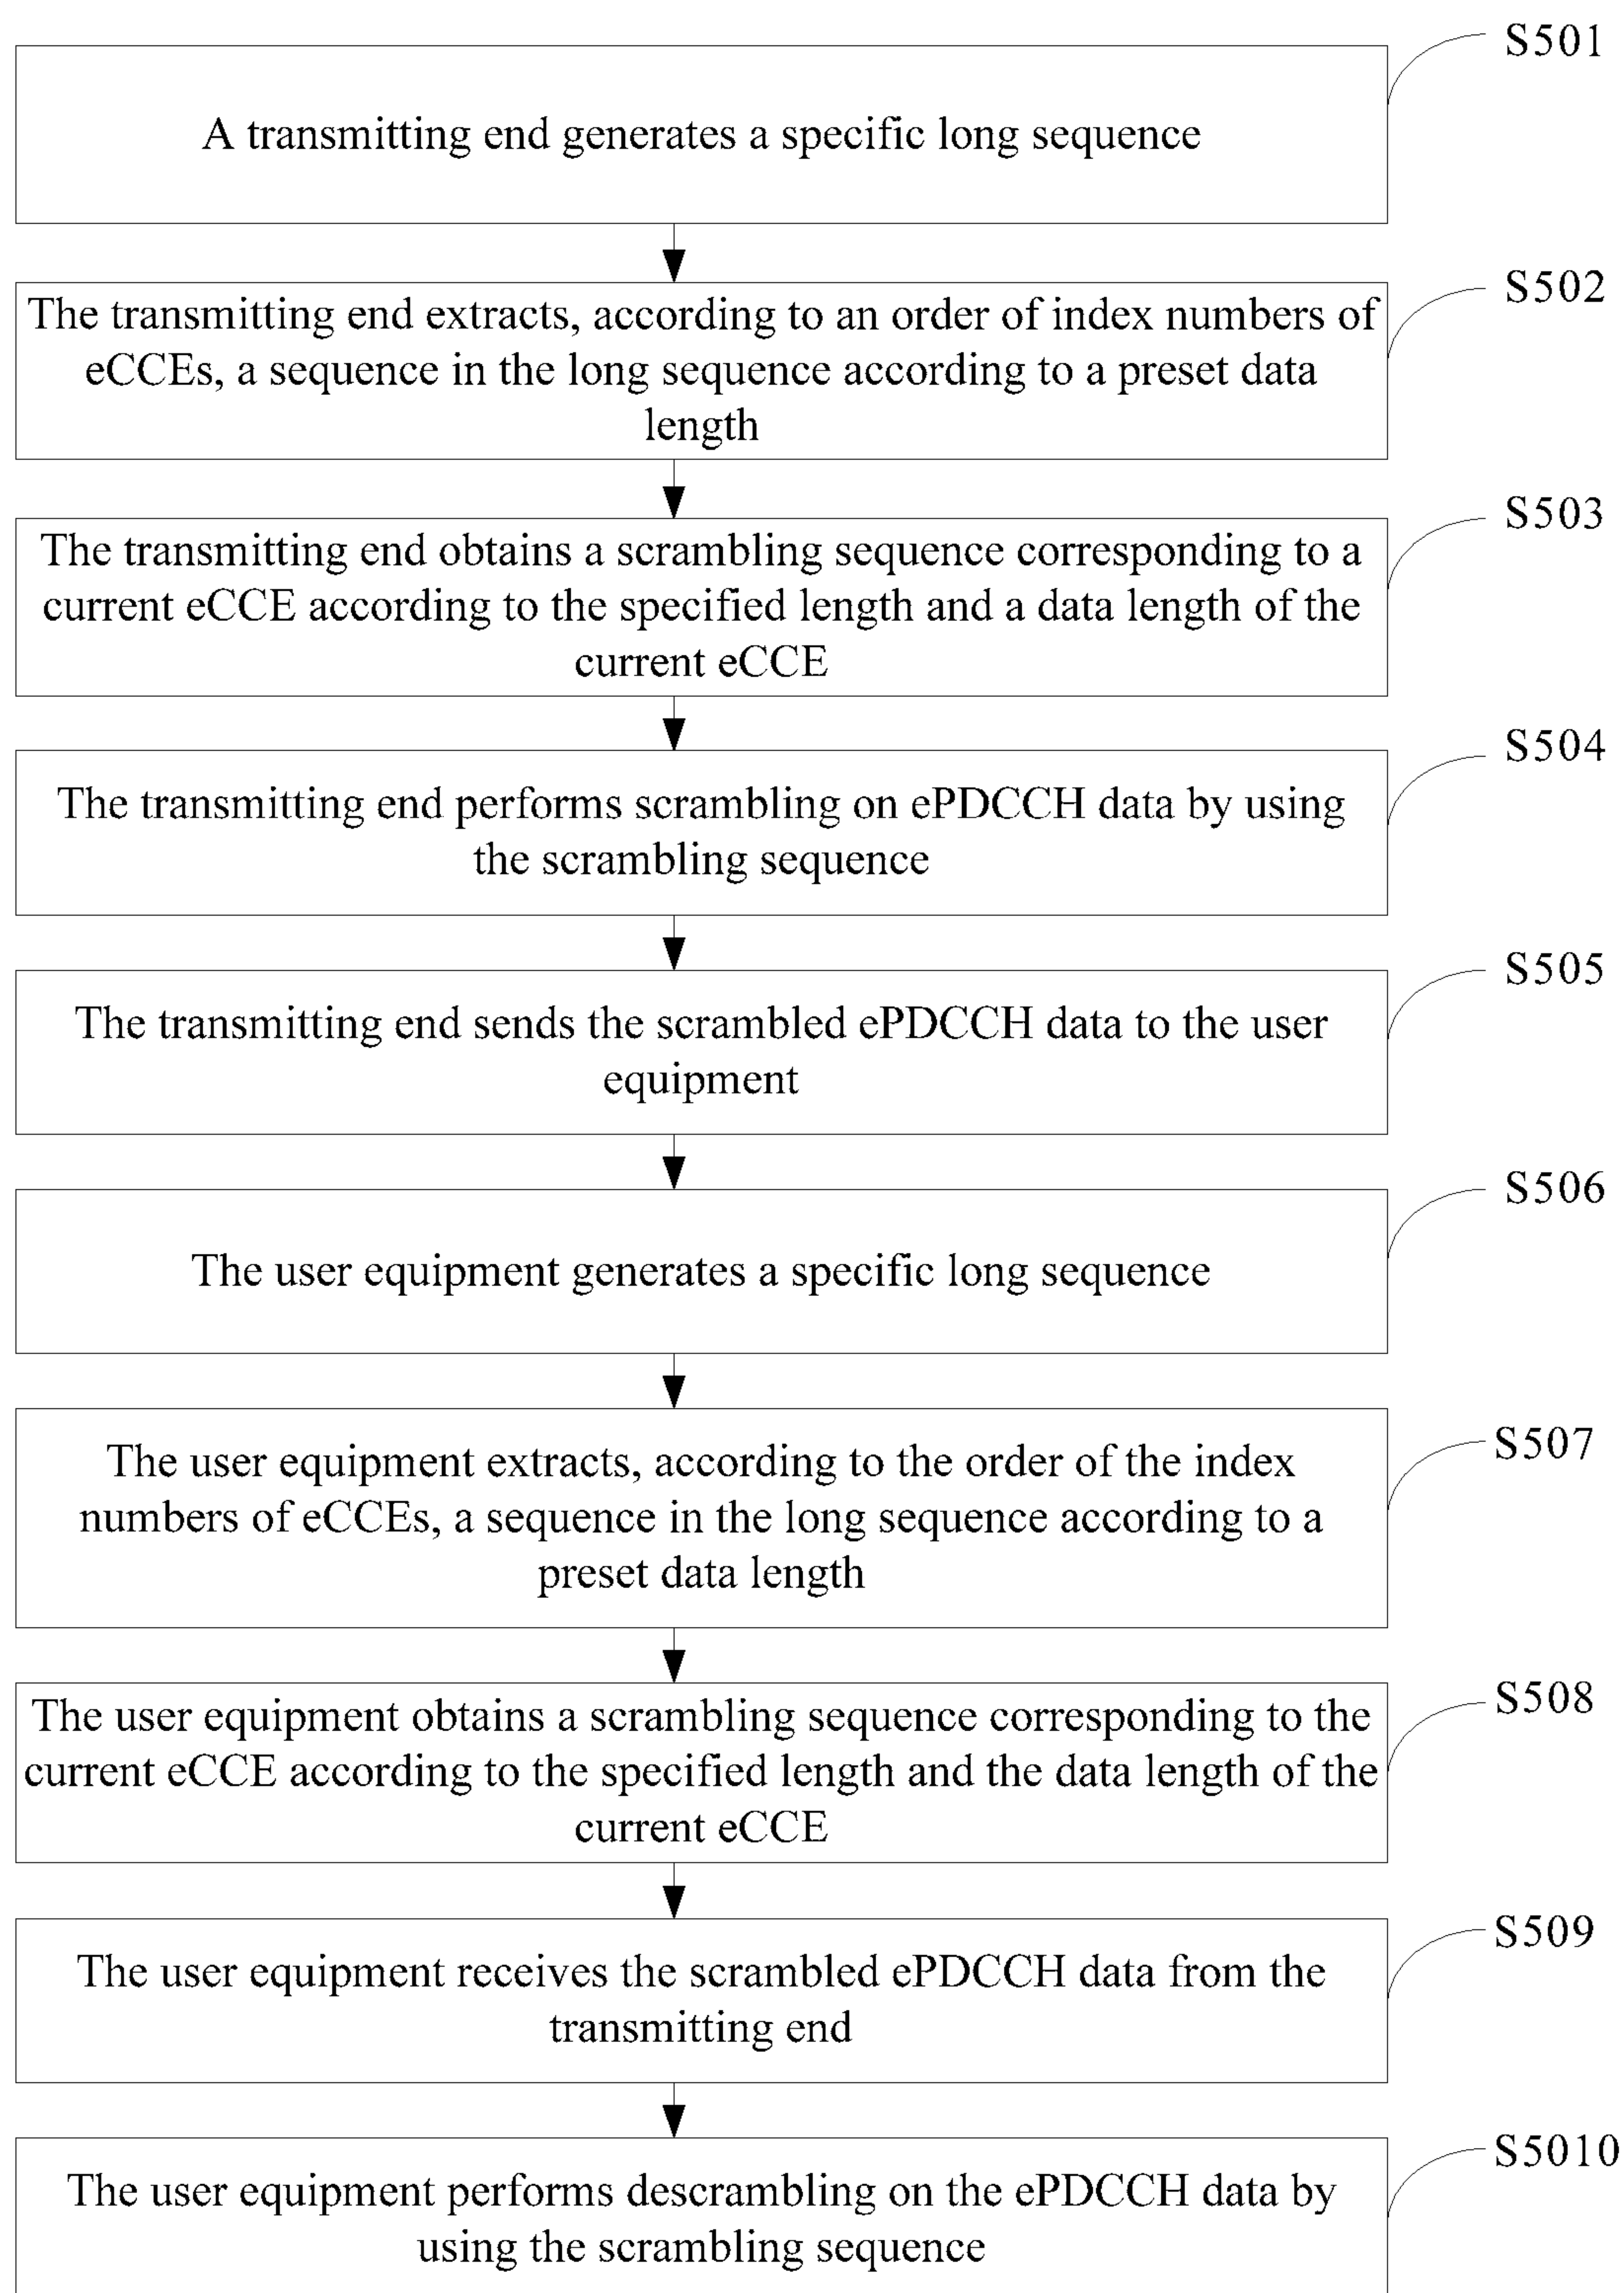 S501
A transmitting end generates a specific long sequence
S502
The transmitting end extracts, according to an order of index numbers of
eCCEs, a sequence in the long sequence according to a preset data
length
S503
The transmitting end obtains a scrambling sequence corresponding to a
current eCCE according to the specified length and a data length of the
current eCCE
S504
The transmitting end performs scrambling on ePDCCH data by using
the scrambling sequence
S505
The transmitting end sends the scrambled ePDCCH data to the user
equipment
S506
The user equipment generates a specific long sequence
S507
The user equipment extracts, according to the order of the index
numbers of eCCEs, a sequence in the long sequence according to a
preset data length
S508
The user equipment obtains a scrambling sequence corresponding to the
current eCCE according to the specified length and the data length of the
current eCCE
S509
The user equipment receives the scrambled ePDCCH data from the
transmitting end
S5010
The user equipment performs descrambling on the ePDCCH data by
using the scrambling sequence